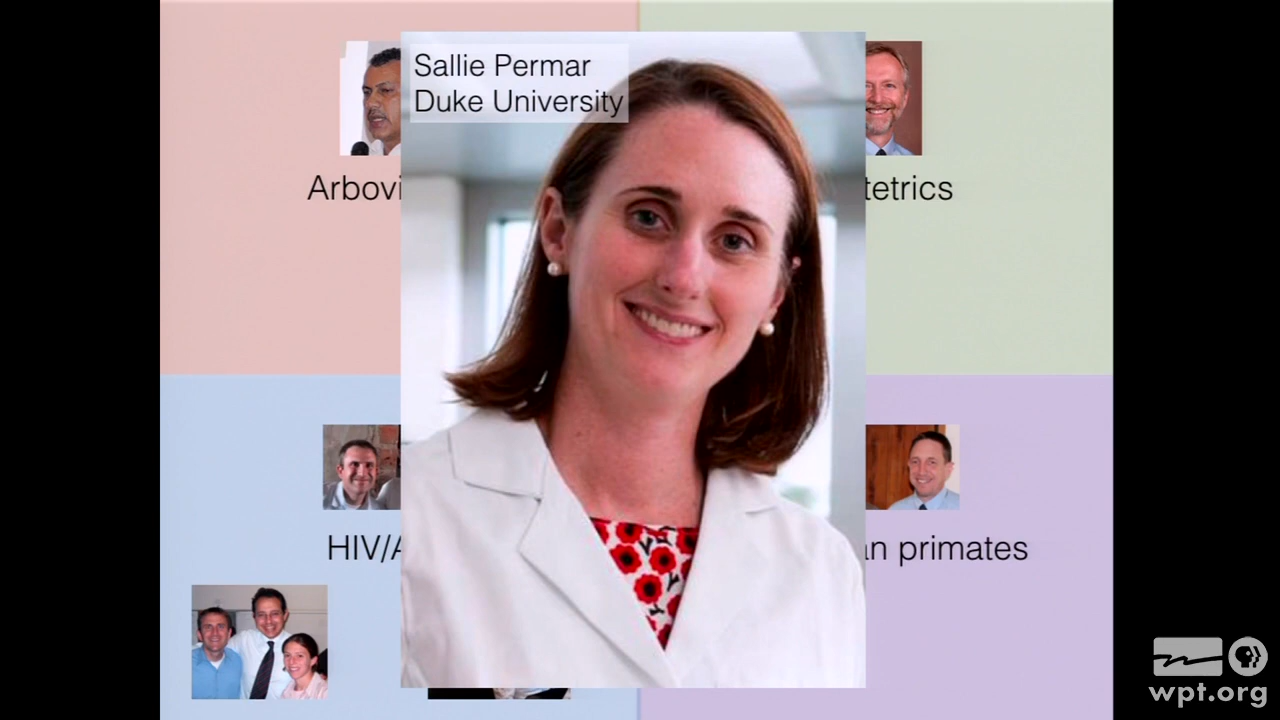 Sallie Permar
Duke University
Arbovi
tetrics
HIV/A
an primates
wpt.org